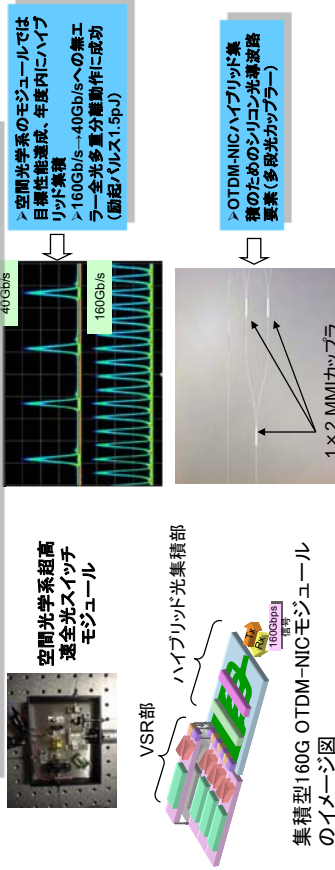 空間光学系超高
速全光スイッチ
モジュール
40Gb/s
160Gb/s
➢空間光学系のモジュールでは
目標性能達成、年度内にハイブ
リッド集積
➢160Gb/s→40Gb/sへの無エ
ラー全光多重分離動作に成功
(励起パルス1.5pJ)
VSR部
ハイブリッド光集積部
Tx
Rx
160Gbps
信号
集積型160G OTDM-NICモジュール
のイメージ図
1×2 MMIカップラ
➢OTDM-NICハイブリッド集
積のためのシリコン光導波路
要素(多段光カップラー)